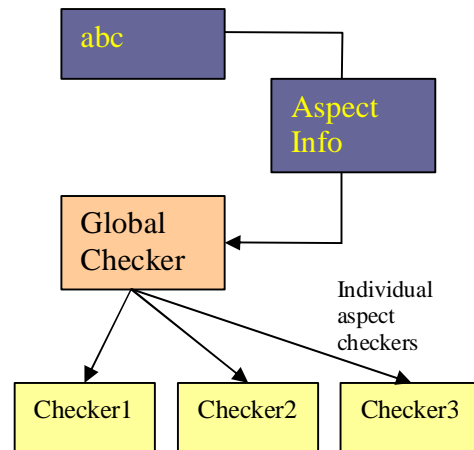 abc
Aspect
Info
Global
Checker
Individual
aspect
checkers
Checker1
Checker2
Checker3